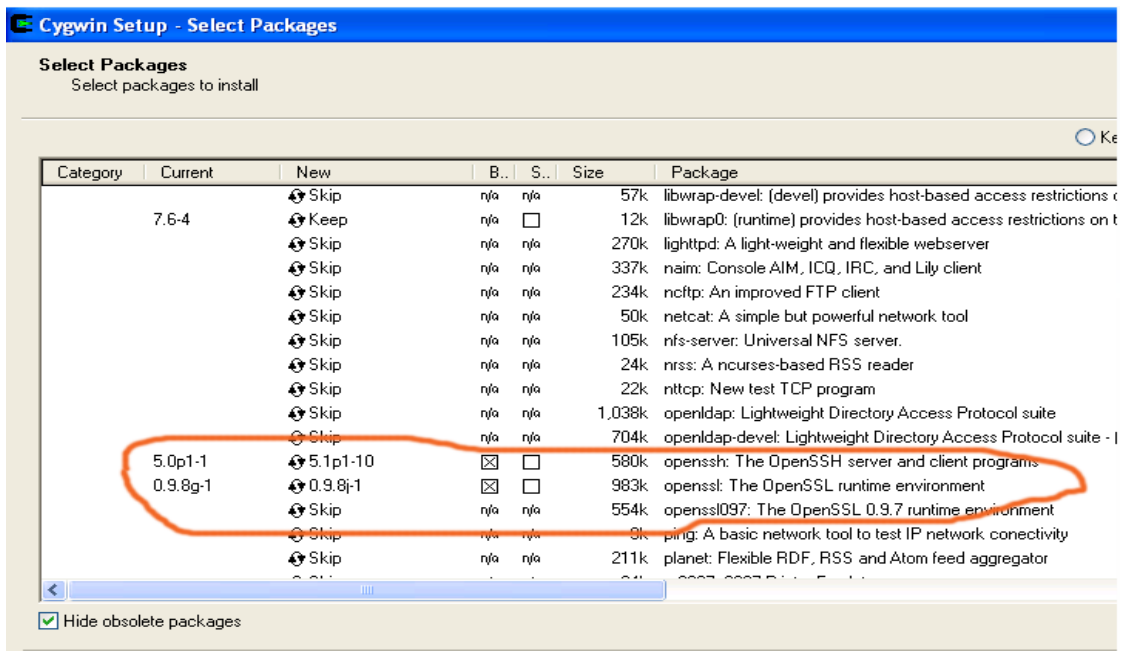 Cygwin Setup - Select Packages
Select Packages
Select packages to install
Ke
Category Current New B.. S.. Size Package
Skip n/a n/a 57k libwrap-devel: (devel) provides host-based access restrictions
7.6-4 Keep n/a 12k libwrap0: (runtime) provides host-based access restrictions on t
Skip n/a n/a 270k lighttpd: A light-weight and flexible webserver
Skip n/a n/a 337k naim: Console AIM, ICQ, IRC, and Lily client
Skip n/a n/a 234k ncftp: An improved FTP client
Skip n/a n/a 50k netcat: A simple but powerful network tool
Skip n/a n/a 105k nfs-server: Universal NFS server.
Skip n/a n/a 24k nrss: A ncurses-based RSS reader
Skip n/a n/a 22k nttcp: New test TCP program
Skip n/a n/a 1,038k openldap: Lightweight Directory Access Protocol suite
Skip n/a n/a 704k openldap-devel: Lightweight Directory Access Protocol suite -
5.0p1-1 5.1p1-10 580k openssh: The OpenSSH server and client programs
0.9.8g-1 0.9.8j-1 983k openssl: The OpenSSL runtime environment
Skip n/a n/a 554k openssl097: The OpenSSL 0.9.7 runtime environment
Skip n/a n/a ping: A basic network tool to test IP network conectivity
Skip n/a n/a 211k planet: Flexible RDF, RSS and Atom feed aggregator
Hide obsolete packages